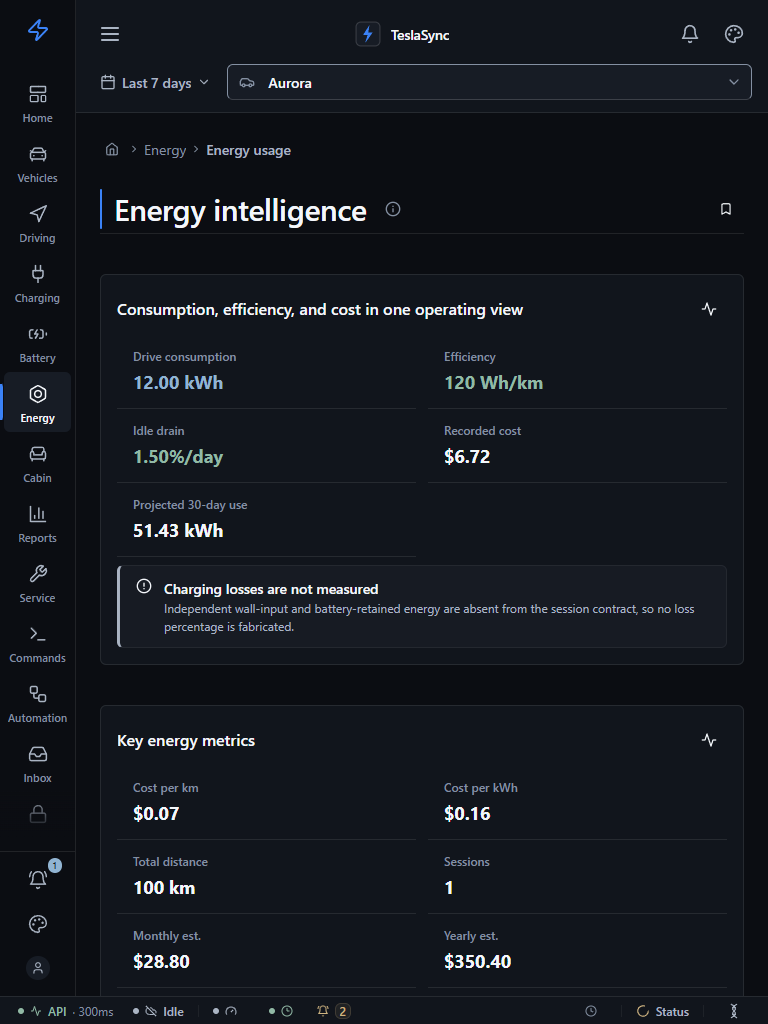 TeslaSync
Last 7 days
Aurora
Home
Vehicles
Driving
Charging
Battery
Energy
Cabin
Reports
Service
Commands
Automation
Inbox
1
Energy
Energy usage
Energy intelligence
Consumption, efficiency, and cost in one operating view
Drive consumption
12.00 kWh
Efficiency
120 Wh/km
Idle drain
1.50%/day
Recorded cost
$6.72
Projected 30-day use
51.43 kWh
Charging losses are not measured
Independent wall-input and battery-retained energy are absent from the session contract, so no loss
percentage is fabricated.
Key energy metrics
Cost per km
$0.07
Cost per kWh
$0.16
Total distance
100 km
Sessions
1
Monthly est.
$28.80
Yearly est.
$350.40
API · 300ms
Idle
2
Status